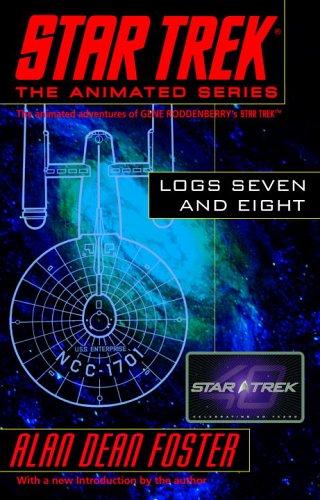 STAR TREK®
THE ANIMATED SERIES
The animated adventures of GENE RODDENBERRY's STAR TREK™
LOGS SEVEN
AND EIGHT
USS ENTERPRISE
NCC-1701
40
STAR TREK
CELEBRATING 40 YEARS
ALAN DEAN FOSTER
With a new Introduction by the author